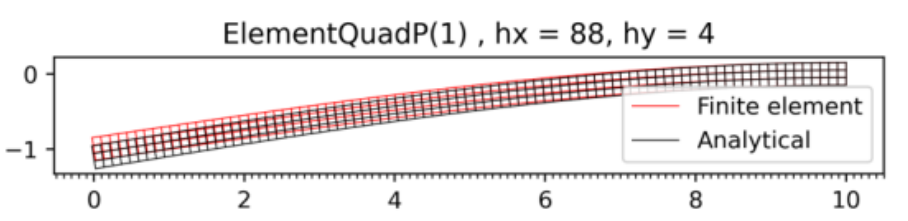 ElementQuadP(1) , hx = 88, hy = 4
0
−1
Finite element
Analytical
0 2 4 6 8 10